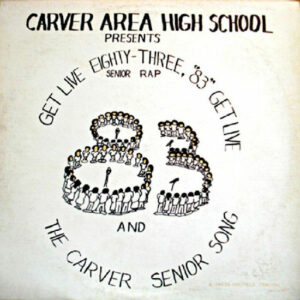 CARVER AREA HIGH SCHOOL
PRESENTS
GET LIVE EIGHTY-THREE, "83" GET LIVE
SENIOR RAP
83
AND
THE CARVER SENIOR SONG